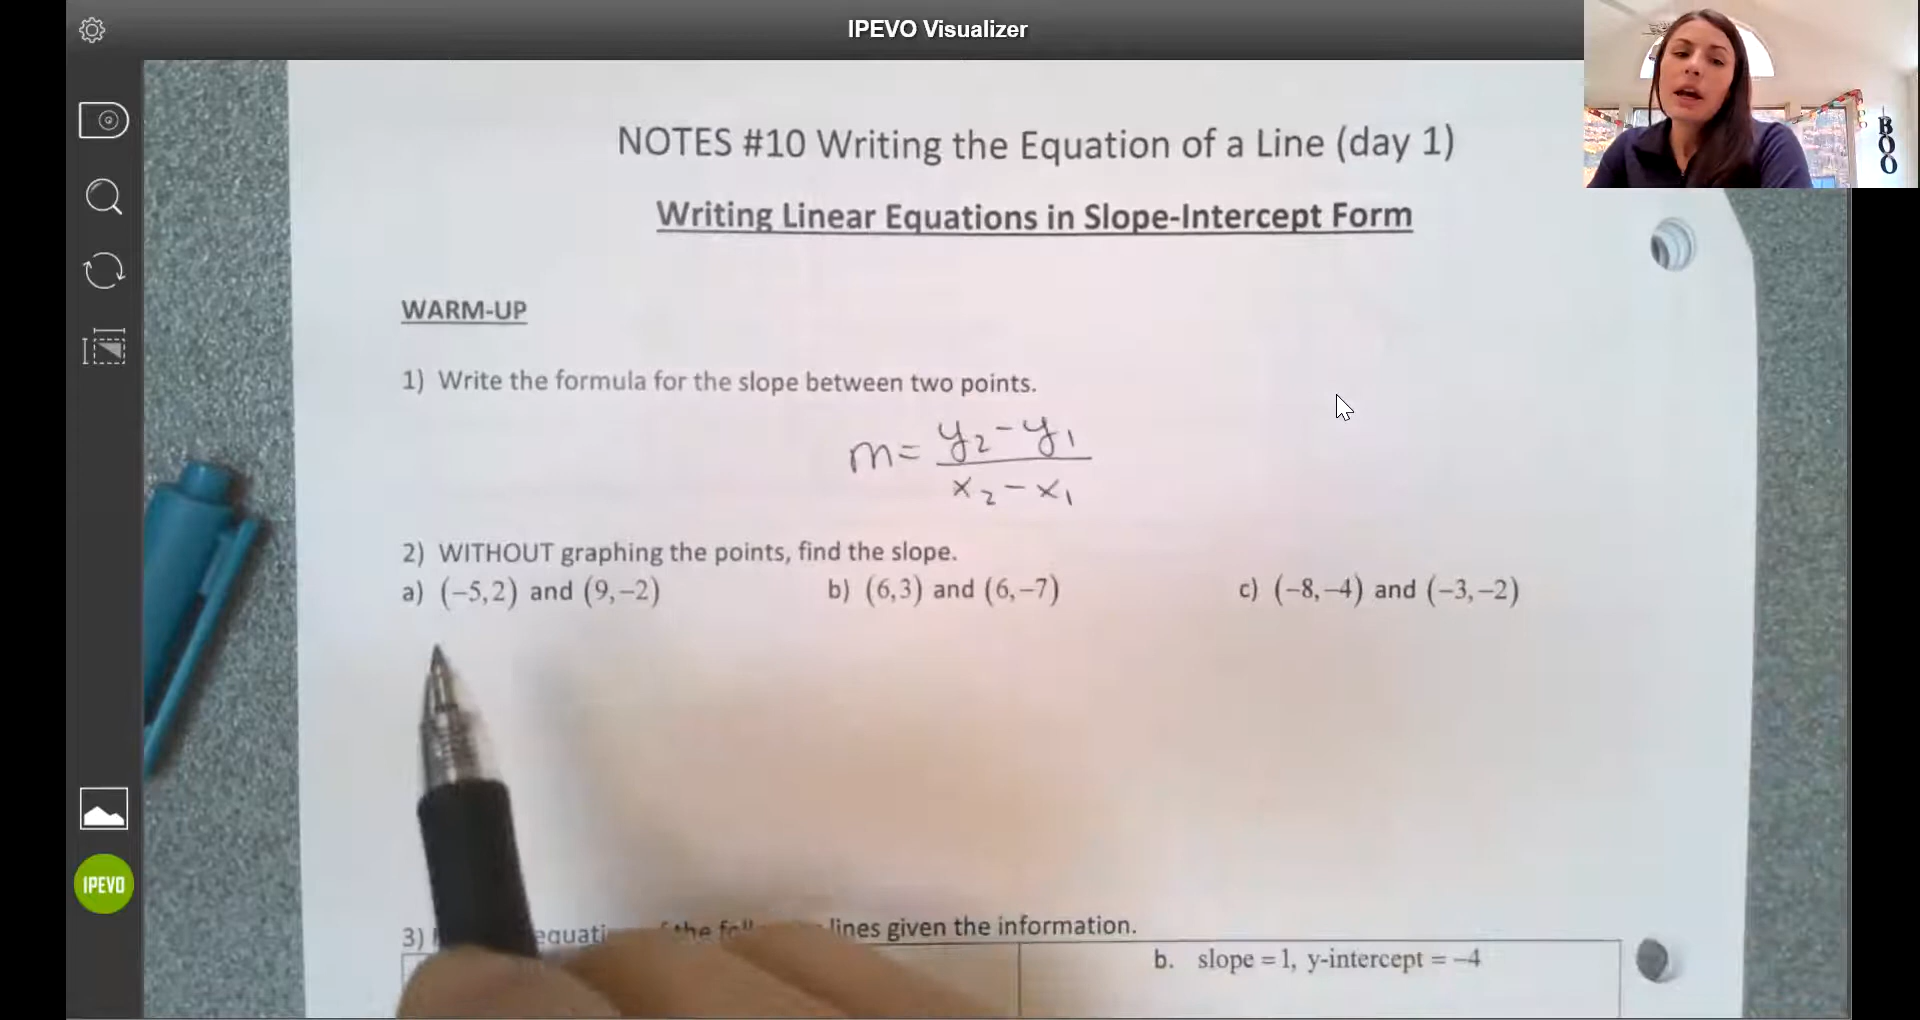 IPEVO Visualizer
BOO
NOTES #10 Writing the Equation of a Line (day 1)
Writing Linear Equations in Slope-Intercept Form
WARM-UP
1) Write the formula for the slope between two points.
m = y₂ - y₁
x₂ - x₁
2) WITHOUT graphing the points, find the slope.
a) (−5,2) and (9,−2) b) (6,3) and (6,−7) c) (−8,−4) and (−3,−2)
3) the lines given the information.
b. slope = 1, y-intercept = −4
IPEVO